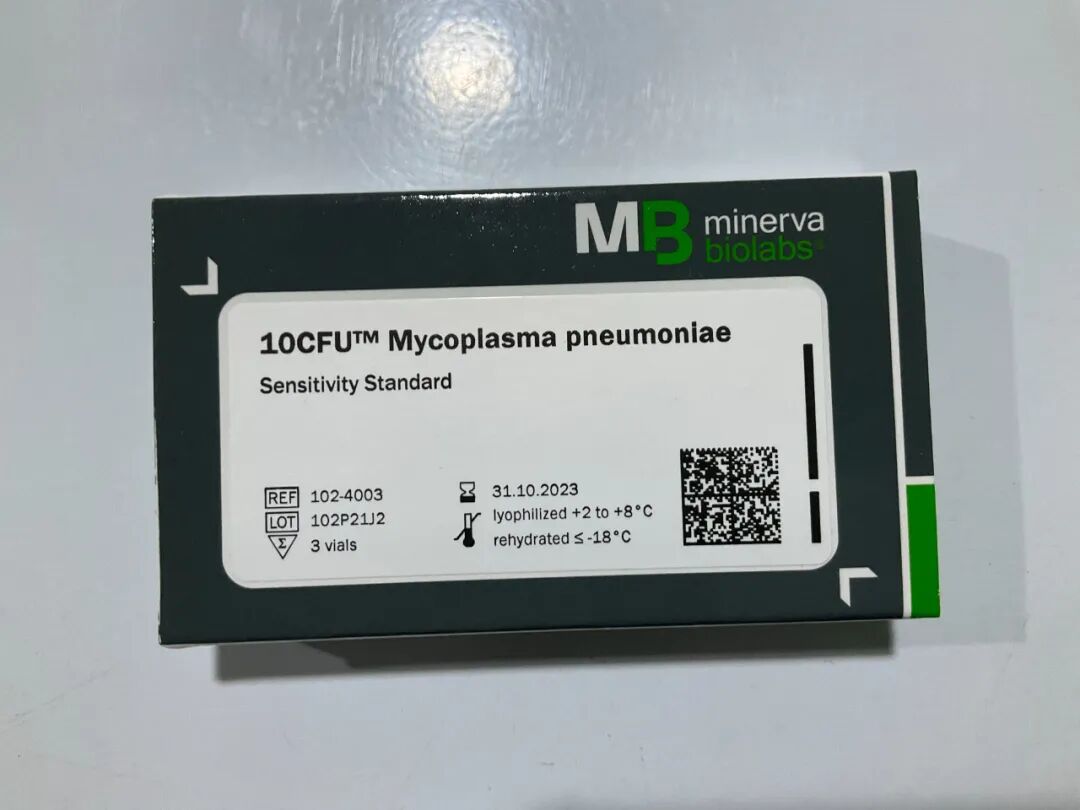 MB minerva
biolabs®
10CFU™ Mycoplasma pneumoniae
Sensitivity Standard
REF 102-4003
LOT 102P21J2
Σ 3 vials
31.10.2023
lyophilized +2 to +8°C
rehydrated ≤ -18°C